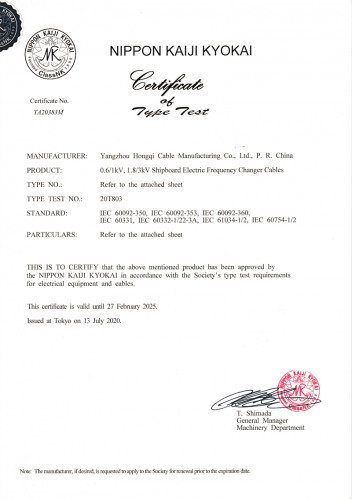 NIPPON KAIJI KYOKAI
ClassNK
NIPPON KAIJI KYOKAI
Certificate
of
Type Test
Certificate No.
TA20383M
MANUFACTURER: Yangzhou Hongqi Cable Manufacturing Co., Ltd., P. R. China
PRODUCT: 0.6/1kV, 1.8/3kV Shipboard Electric Frequency Changer Cables
TYPE NO.: Refer to the attached sheet
TYPE TEST NO.: 20T803
STANDARD: IEC 60092-350, IEC 60092-353, IEC 60092-360,
IEC 60331, IEC 60332-1/22-3A, IEC 61034-1/2, IEC 60754-1/2
PARTICULARS: Refer to the attached sheet
THIS IS TO CERTIFY that the above mentioned product has been approved by
the NIPPON KAIJI KYOKAI in accordance with the Society's type test requirements
for electrical equipment and cables.
This certificate is valid until 27 February 2025.
Issued at Tokyo on 13 July 2020.
NIPPON KAIJI KYOKAI
ClassNK
T. Shimada
General Manager
Machinery Department
Note: The manufacturer, if desired, is requested to apply to the Society for renewed prior to the expiration date.